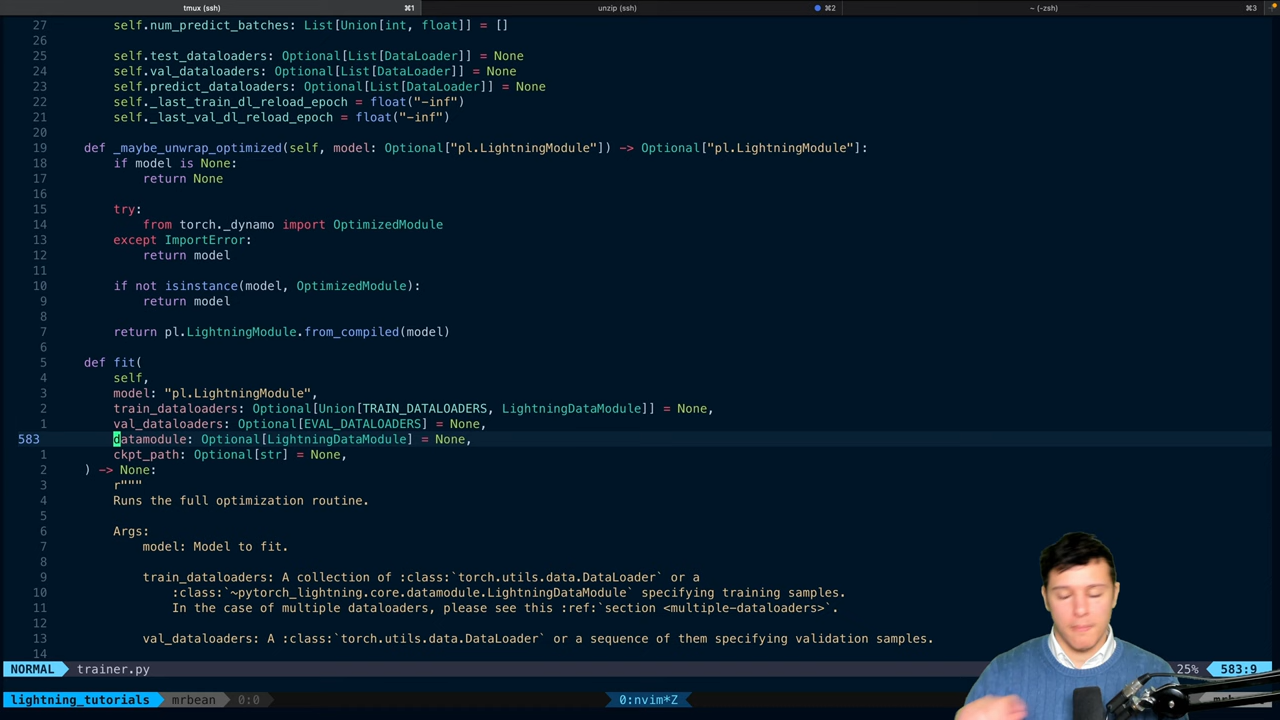 tmux (ssh) ⌘1 unzip (ssh) ⌘2 ~ (-zsh) ⌘3
27 self.num_predict_batches: List[Union[int, float]] = []
26
25 self.test_dataloaders: Optional[List[DataLoader]] = None
24 self.val_dataloaders: Optional[List[DataLoader]] = None
23 self.predict_dataloaders: Optional[List[DataLoader]] = None
22 self._last_train_dl_reload_epoch = float("-inf")
21 self._last_val_dl_reload_epoch = float("-inf")
20
19 def _maybe_unwrap_optimized(self, model: Optional["pl.LightningModule"]) -> Optional["pl.LightningModule"]:
18 if model is None:
17 return None
16
15 try:
14 from torch._dynamo import OptimizedModule
13 except ImportError:
12 return model
11
10 if not isinstance(model, OptimizedModule):
9 return model
8
7 return pl.LightningModule.from_compiled(model)
6
5 def fit(
4 self,
3 model: "pl.LightningModule",
2 train_dataloaders: Optional[Union[TRAIN_DATALOADERS, LightningDataModule]] = None,
1 val_dataloaders: Optional[EVAL_DATALOADERS] = None,
583 datamodule: Optional[LightningDataModule] = None,
1 ckpt_path: Optional[str] = None,
2 ) -> None:
3 r"""
4 Runs the full optimization routine.
5
6 Args:
7 model: Model to fit.
8
9 train_dataloaders: A collection of :class:`torch.utils.data.DataLoader` or a
10 :class:`~pytorch_lightning.core.datamodule.LightningDataModule` specifying training samples.
11 In the case of multiple dataloaders, please see this :ref:`section <multiple-dataloaders>`.
12
13 val_dataloaders: A :class:`torch.utils.data.DataLoader` or a sequence of them specifying validation samples.
14
NORMAL trainer.py 25% 583:9
lightning_tutorials mrbean 0:0 0:nvim*Z